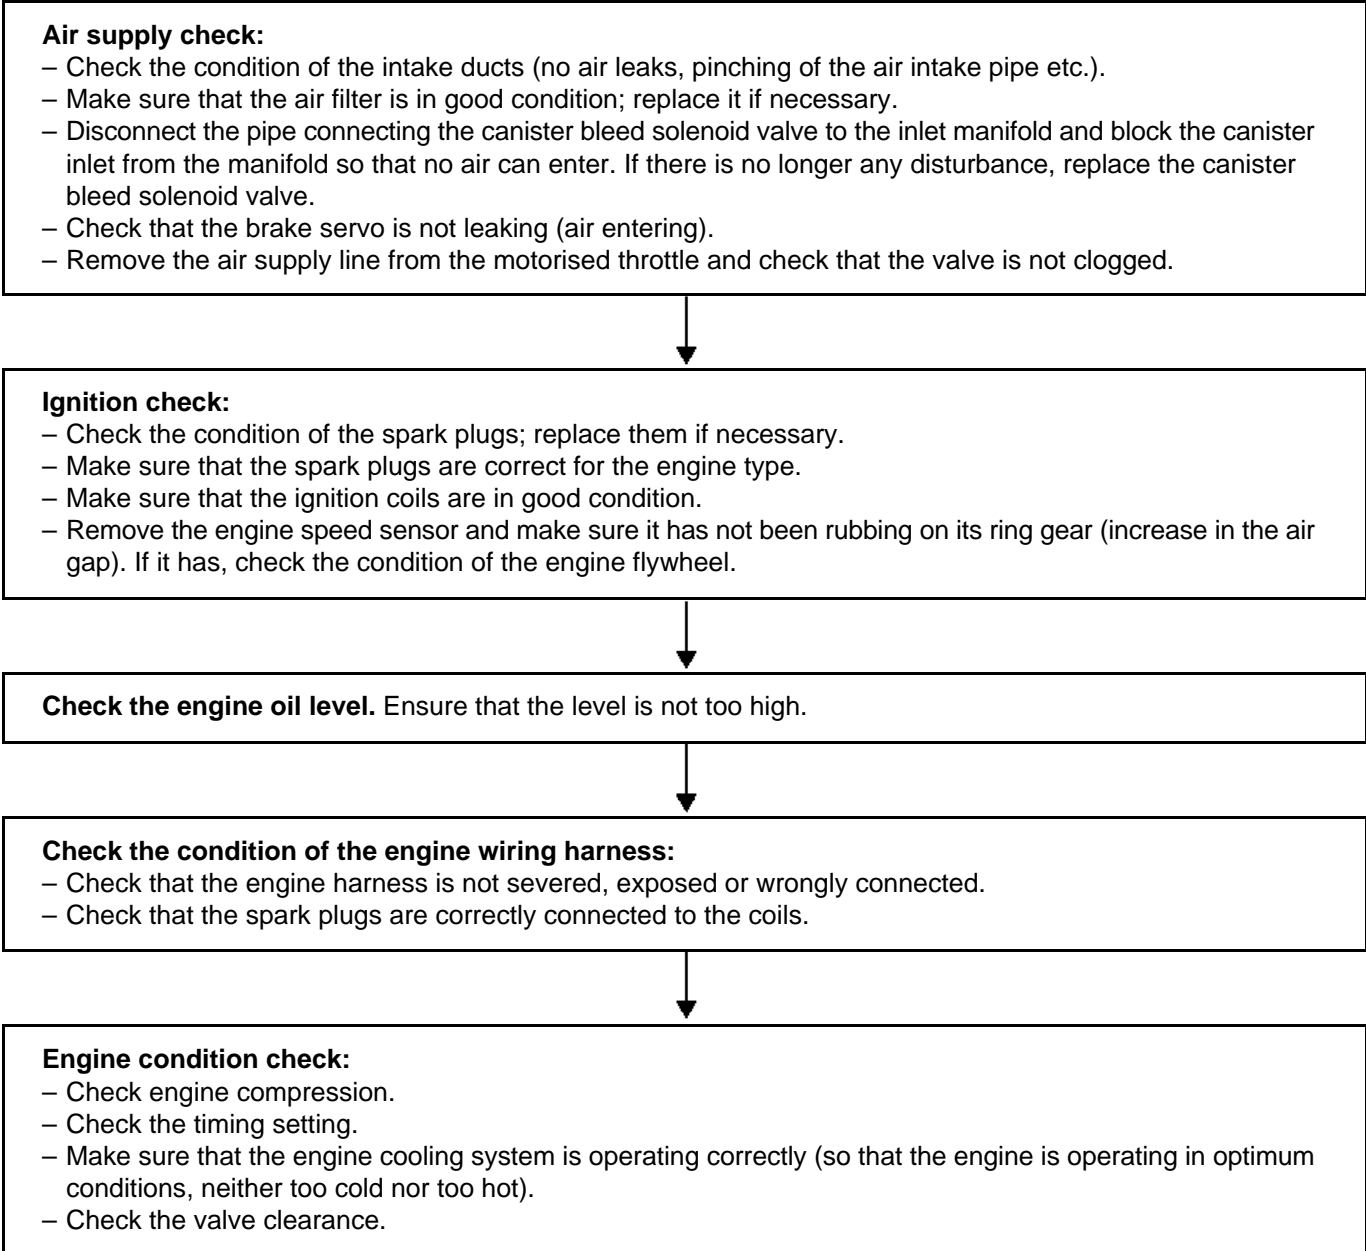 Air supply check:
– Check the condition of the intake ducts (no air leaks, pinching of the air intake pipe etc.).
– Make sure that the air filter is in good condition; replace it if necessary.
– Disconnect the pipe connecting the canister bleed solenoid valve to the inlet manifold and block the canister
inlet from the manifold so that no air can enter. If there is no longer any disturbance, replace the canister
bleed solenoid valve.
– Check that the brake servo is not leaking (air entering).
– Remove the air supply line from the motorised throttle and check that the valve is not clogged.
Ignition check:
– Check the condition of the spark plugs; replace them if necessary.
– Make sure that the spark plugs are correct for the engine type.
– Make sure that the ignition coils are in good condition.
– Remove the engine speed sensor and make sure it has not been rubbing on its ring gear (increase in the air
gap). If it has, check the condition of the engine flywheel.
Check the engine oil level. Ensure that the level is not too high.
Check the condition of the engine wiring harness:
– Check that the engine harness is not severed, exposed or wrongly connected.
– Check that the spark plugs are correctly connected to the coils.
Engine condition check:
– Check engine compression.
– Check the timing setting.
– Make sure that the engine cooling system is operating correctly (so that the engine is operating in optimum
conditions, neither too cold nor too hot).
– Check the valve clearance.